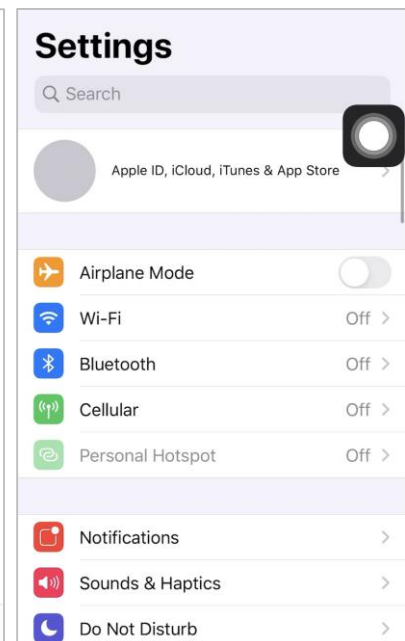 Settings
Search
Apple ID, iCloud, iTunes & App Store
Airplane Mode
Wi-Fi Off
Bluetooth Off
Cellular Off
Personal Hotspot Off
Notifications
Sounds & Haptics
Do Not Disturb